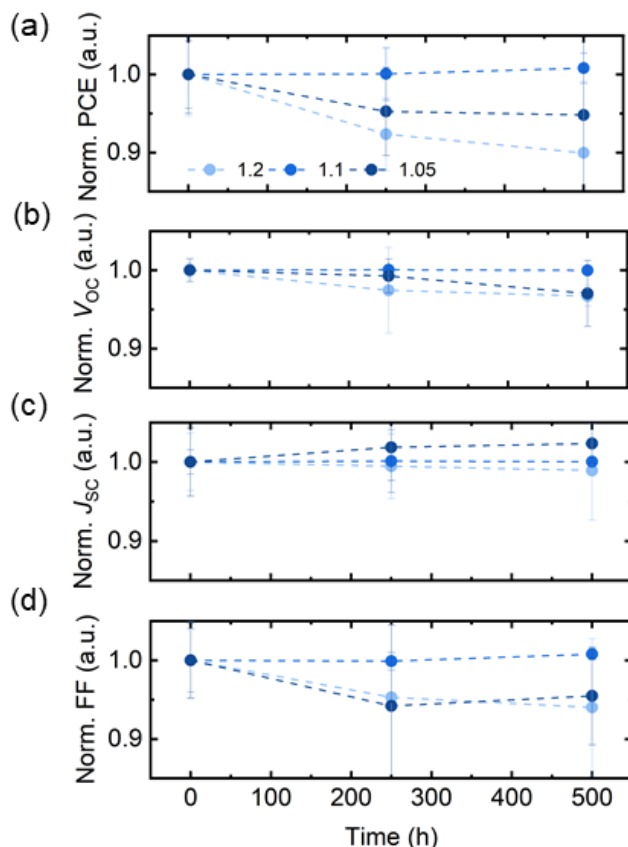 (a)
Norm. PCE (a.u.)
1.0
0.9
1.2 1.1 1.05
(b)
Norm. VOC (a.u.)
1.0
0.9
(c)
Norm. JSC (a.u.)
1.0
0.9
(d)
Norm. FF (a.u.)
1.0
0.9
0 100 200 300 400 500
Time (h)